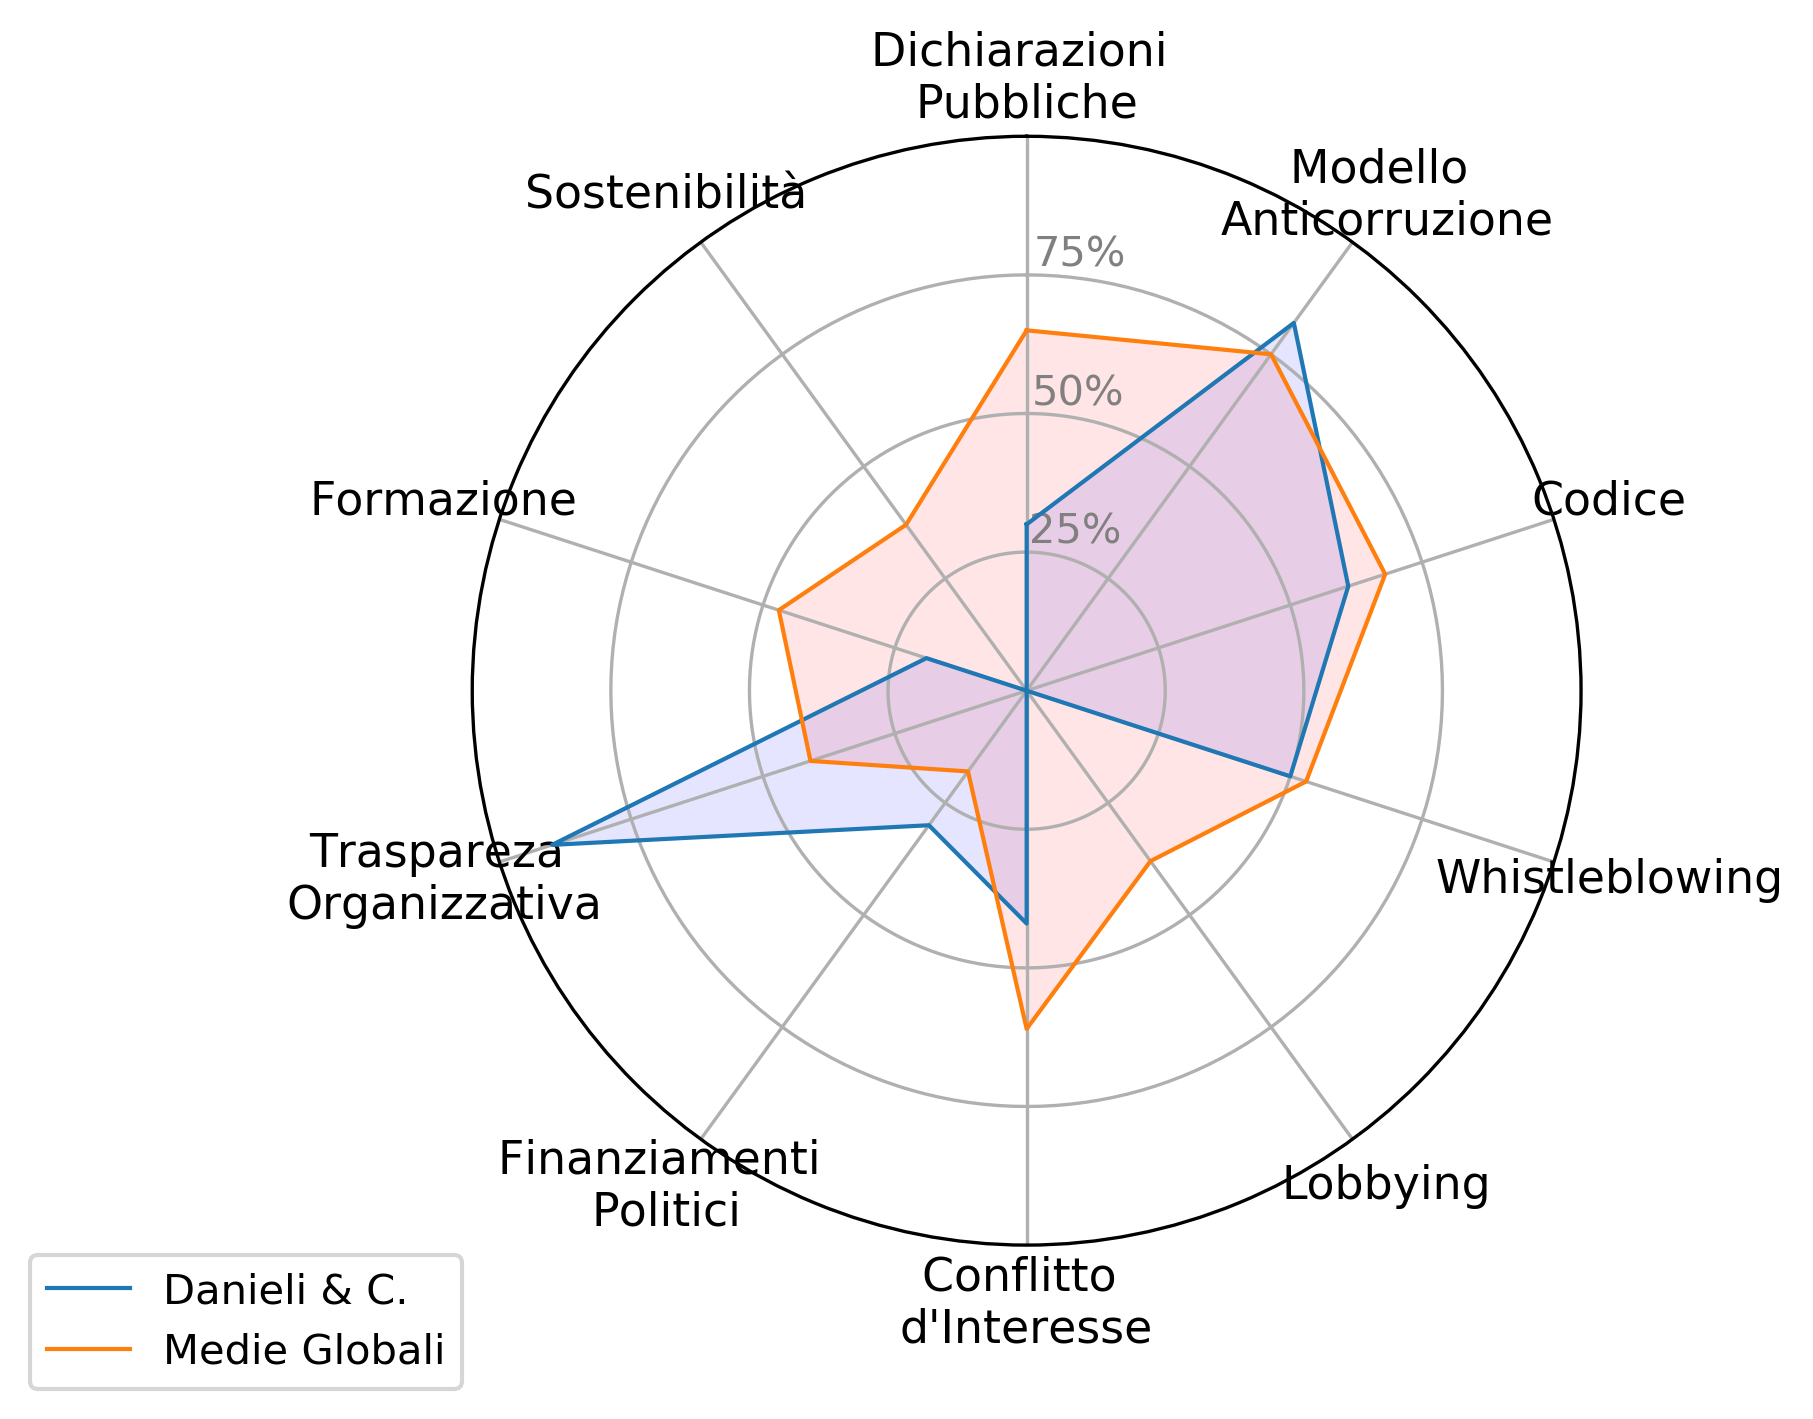 Dichiarazioni
Pubbliche
Modello
Anticorruzione
Sostenibilità
75%
50%
25%
Formazione
Codice
Traspareza
Organizzativa
Whistleblowing
Finanziamenti
Politici
Lobbying
Conflitto
d'Interesse
Danieli & C.
Medie Globali